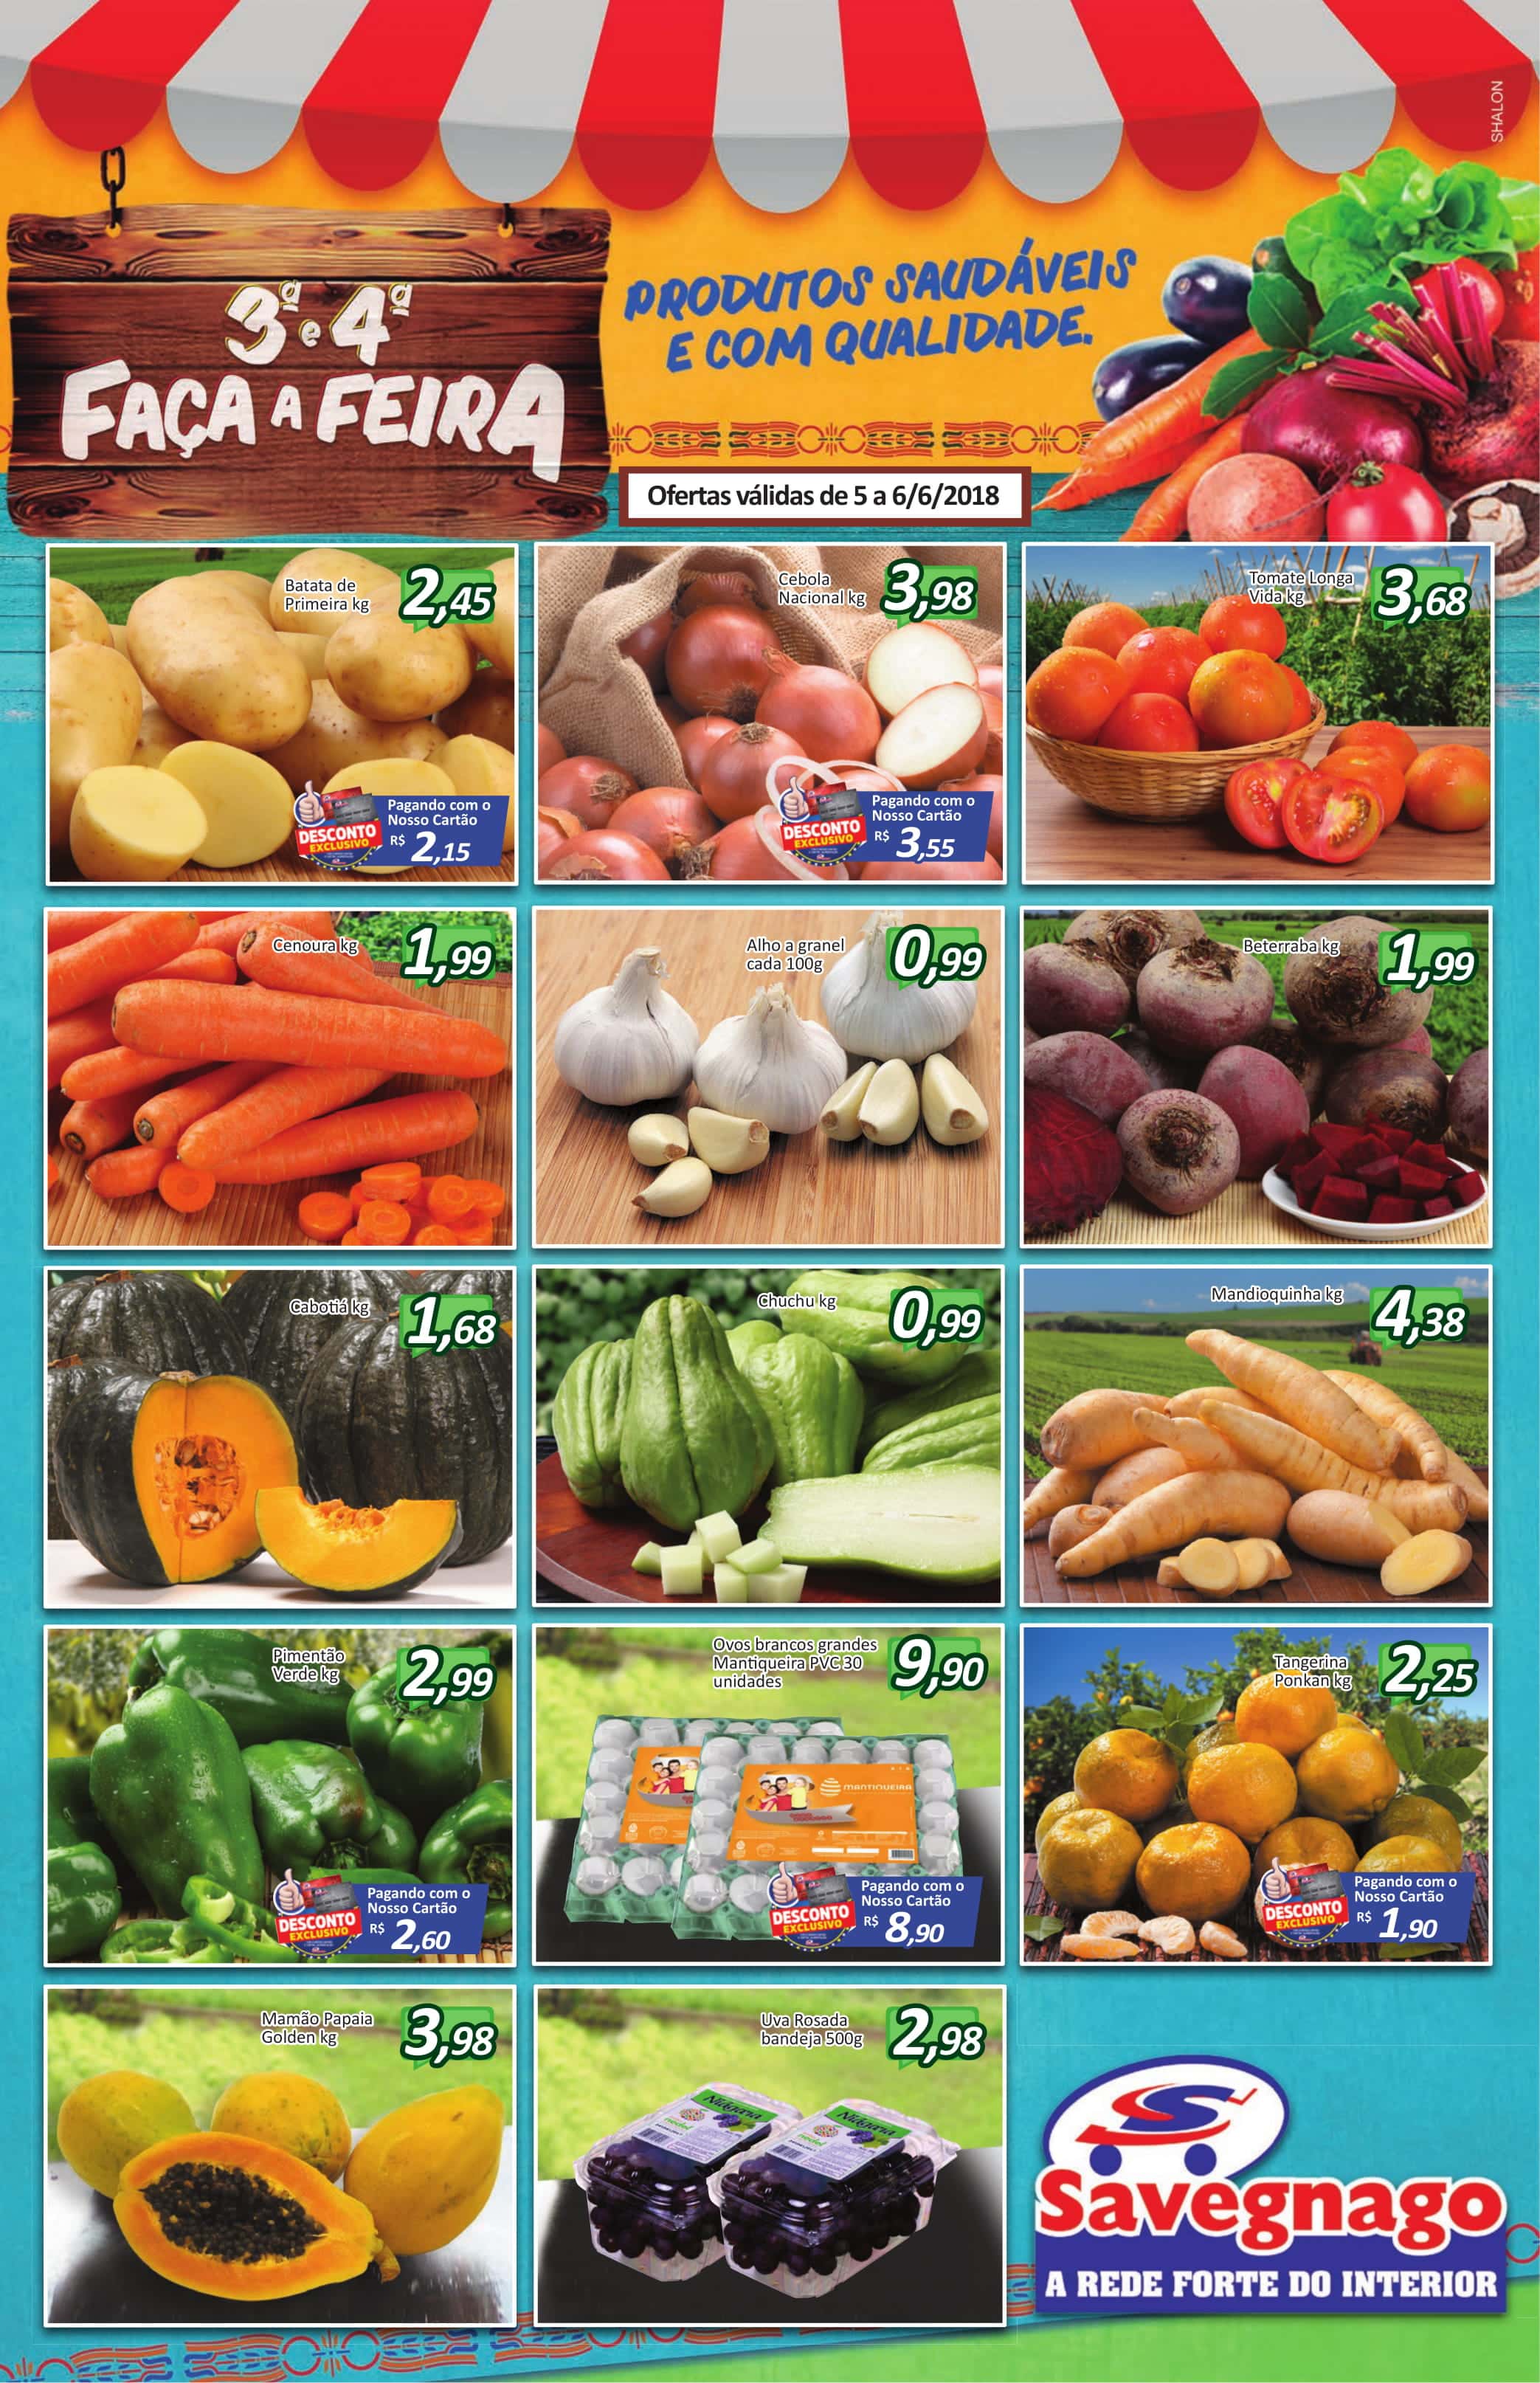 SHALON
3ª e 4ª
FAÇA A FEIRA
PRODUTOS SAUDÁVEIS
E COM QUALIDADE.
Ofertas válidas de 5 a 6/6/2018
Batata de
Primeira kg
2,45
DESCONTO
EXCLUSIVO
Pagando com o
Nosso Cartão
R$ 2,15
Cebola
Nacional kg
3,98
DESCONTO
EXCLUSIVO
Pagando com o
Nosso Cartão
R$ 3,55
Tomate Longa
Vida kg
3,68
Cenoura kg
1,99
Alho a granel
cada 100g
0,99
Beterraba kg
1,99
Cabotiá kg
1,68
Chuchu kg
0,99
Mandioquinha kg
4,38
Pimentão
Verde kg
2,99
DESCONTO
EXCLUSIVO
Pagando com o
Nosso Cartão
R$ 2,60
Ovos brancos grandes
Mantiqueira PVC 30
unidades
9,90
MANTIQUEIRA
DESCONTO
EXCLUSIVO
Pagando com o
Nosso Cartão
R$ 8,90
Tangerina
Ponkan kg
2,25
DESCONTO
EXCLUSIVO
Pagando com o
Nosso Cartão
R$ 1,90
Mamão Papaia
Golden kg
3,98
Uva Rosada
bandeja 500g
2,98
Niágara
Niágara
Savegnago
A REDE FORTE DO INTERIOR